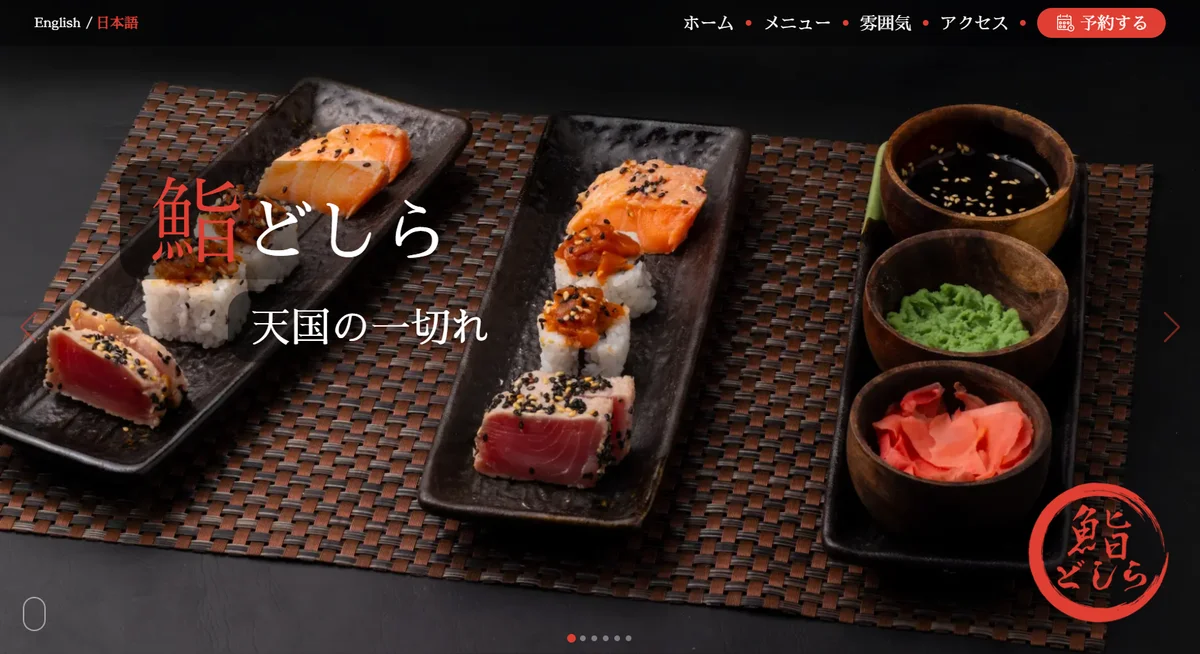 English / 日本語
ホーム • メニュー • 雰囲気 • アクセス • 予約する
鮨どしら
天国の一切れ
鮨
どしら